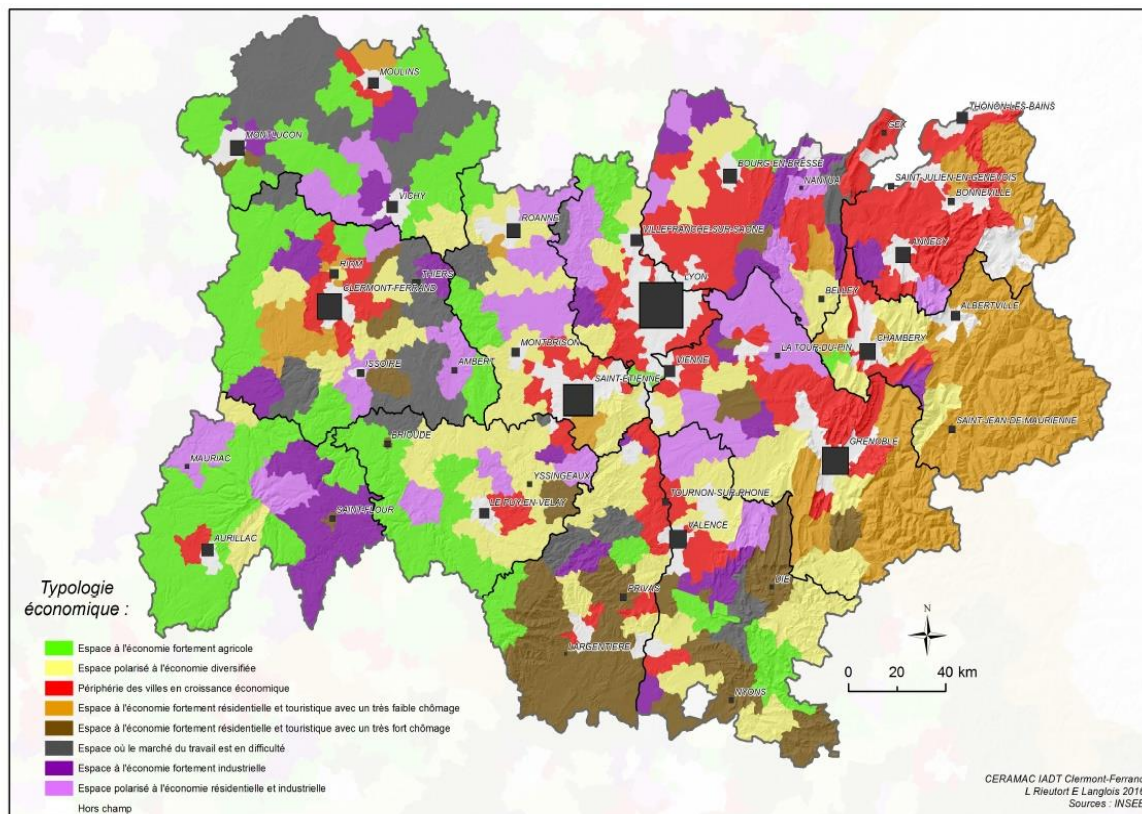 MOULINS
MONTLUCON
VICHY
THONON-LES-BAINS
GEX
BOURG-EN-BRESSE
NANTUA
SAINT-JULIEN-EN-GENEVOIS
BONNEVILLE
ROANNE
VILLEFRANCHE-SUR-SAONE
ANNECY
RIOM
THIERS
CLERMONT-FERRAND
LYON
BELLEY
ALBERTVILLE
CHAMBERY
MONTBRISON
VIENNE
LA TOUR-DU-PIN
ISSOIRE
AMBERT
SAINT-ETIENNE
SAINT-JEAN-DE-MAURIENNE
BRIOUDE
GRENOBLE
MAURIAC
YSSINGEAUX
TOURNON-SUR-RHONE
LE PUY-EN-VELAY
SAINT-FLOUR
VALENCE
AURILLAC
DIE
PRIVAS
LARGENTIERE
NYONS
N
0 20 40 km
Typologie
économique :
Espace à l'économie fortement agricole
Espace polarisé à l'économie diversifiée
Périphérie des villes en croissance économique
Espace à l'économie fortement résidentielle et touristique avec un très faible chômage
Espace à l'économie fortement résidentielle et touristique avec un très fort chômage
Espace où le marché du travail est en difficulté
Espace à l'économie fortement industrielle
Espace polarisé à l'économie résidentielle et industrielle
Hors champ
CERAMAC IADT Clermont-Ferrand
L Rieutort E Langlois 2016
Sources : INSEE